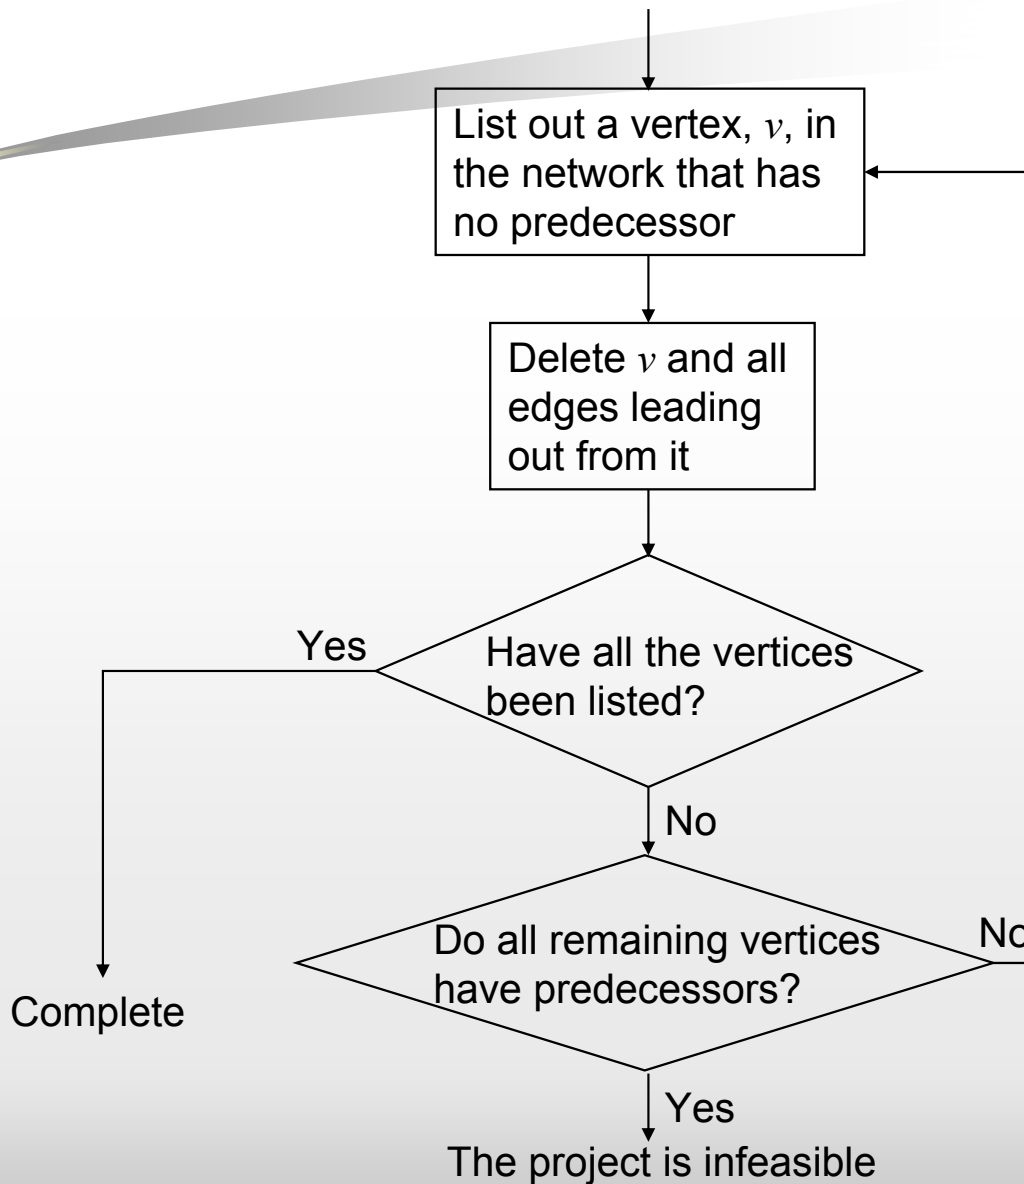 List out a vertex, v, in
the network that has
no predecessor
Delete v and all
edges leading
out from it
Yes
Have all the vertices
been listed?
No
Do all remaining vertices
have predecessors?
No
Complete
Yes
The project is infeasible